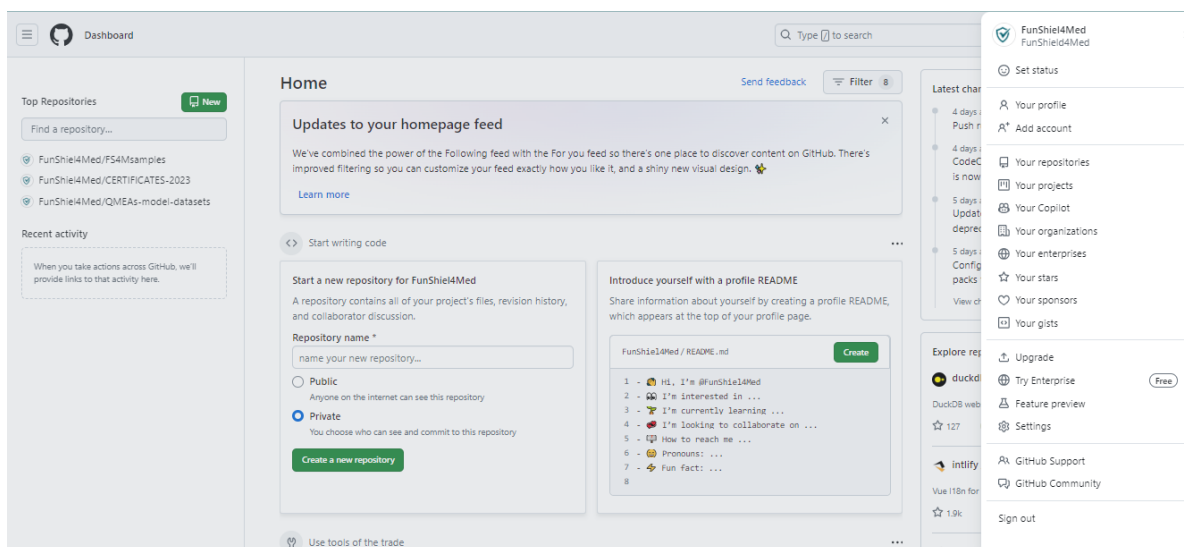 Dashboard
Type / to search
Top Repositories
New
Find a repository...
FunShiel4Med/FS4Msamples
FunShiel4Med/CERTIFICATES-2023
FunShiel4Med/QMEAs-model-datasets
Recent activity
When you take actions across GitHub, we'll
provide links to that activity here.
Home
Send feedback
Filter 8
Updates to your homepage feed
We've combined the power of the Following feed with the For you feed so there's one place to discover content on GitHub. There's
improved filtering so you can customize your feed exactly how you like it, and a shiny new visual design. ✨
Learn more
Start writing code
Start a new repository for FunShiel4Med
A repository contains all of your project's files, revision history,
and collaborator discussion.
Repository name *
name your new repository...
Public
Anyone on the internet can see this repository
Private
You choose who can see and commit to this repository
Create a new repository
Introduce yourself with a profile README
Share information about yourself by creating a profile README,
which appears at the top of your profile page.
FunShiel4Med / README.md
Create
1 - 👋 Hi, I'm @FunShiel4Med
2 - 👀 I'm interested in ...
3 - 🌱 I'm currently learning ...
4 - 💞️ I'm looking to collaborate on ...
5 - 📫 How to reach me ...
6 - 😄 Pronouns: ...
7 - ⚡ Fun fact: ...
8
Use tools of the trade
Latest char
4 days
Push r
4 days
CodeC
is now
5 days
Updat
deprec
5 days
Config
packs
View ch
Explore rep
duckd
DuckDB web
127
intlify
Vue I18n for
1.9k
FunShiel4Med
FunShield4Med
Set status
Your profile
Add account
Your repositories
Your projects
Your Copilot
Your organizations
Your enterprises
Your stars
Your sponsors
Your gists
Upgrade
Try Enterprise
Free
Feature preview
Settings
GitHub Support
GitHub Community
Sign out